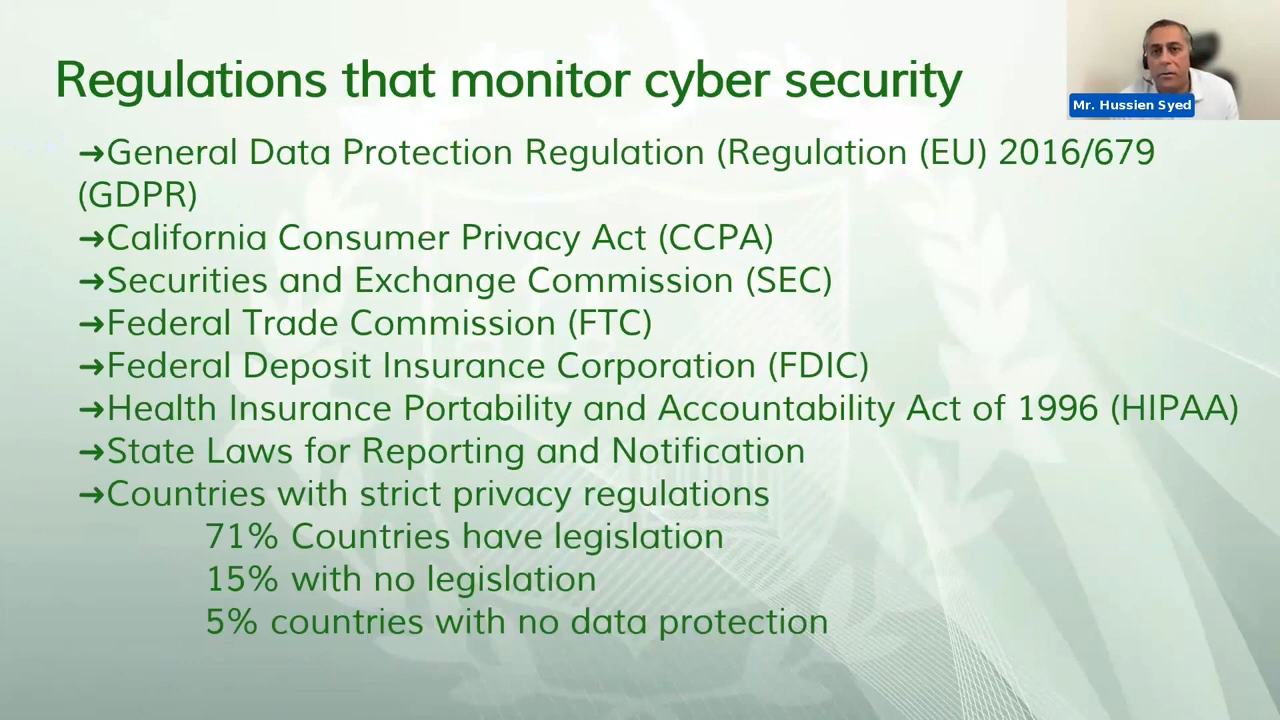 Regulations that monitor cyber security
Mr. Hussien Syed
→General Data Protection Regulation (Regulation (EU) 2016/679
(GDPR)
→California Consumer Privacy Act (CCPA)
→Securities and Exchange Commission (SEC)
→Federal Trade Commission (FTC)
→Federal Deposit Insurance Corporation (FDIC)
→Health Insurance Portability and Accountability Act of 1996 (HIPAA)
→State Laws for Reporting and Notification
→Countries with strict privacy regulations
71% Countries have legislation
15% with no legislation
5% countries with no data protection